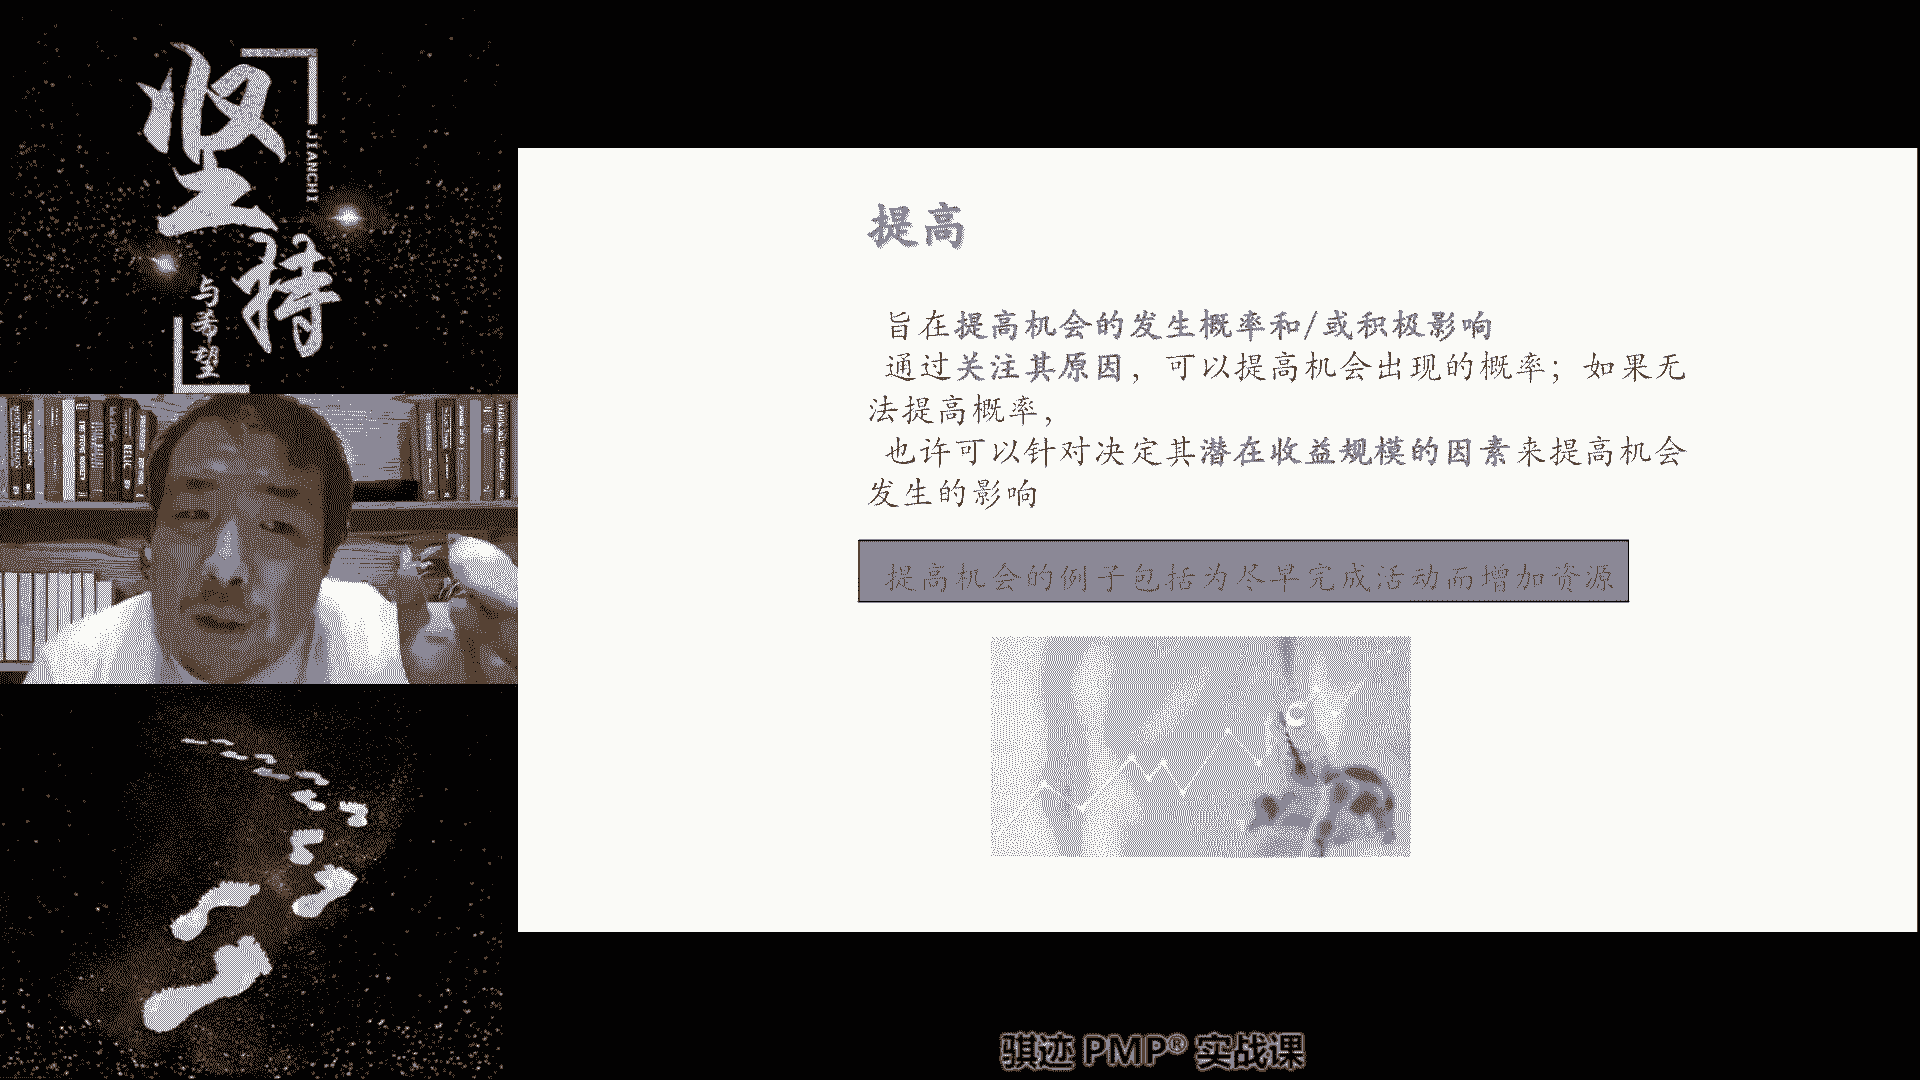 坚
持
JIANCHI
与希望
提高
旨在提高机会的发生概率和/或积极影响
通过关注其原因，可以提高机会出现的概率；如果无
法提高概率，
也许可以针对决定其潜在收益规模的因素来提高机会
发生的影响
提高机会的例子包括为尽早完成活动而增加资源
骐迹 PMP® 实战课